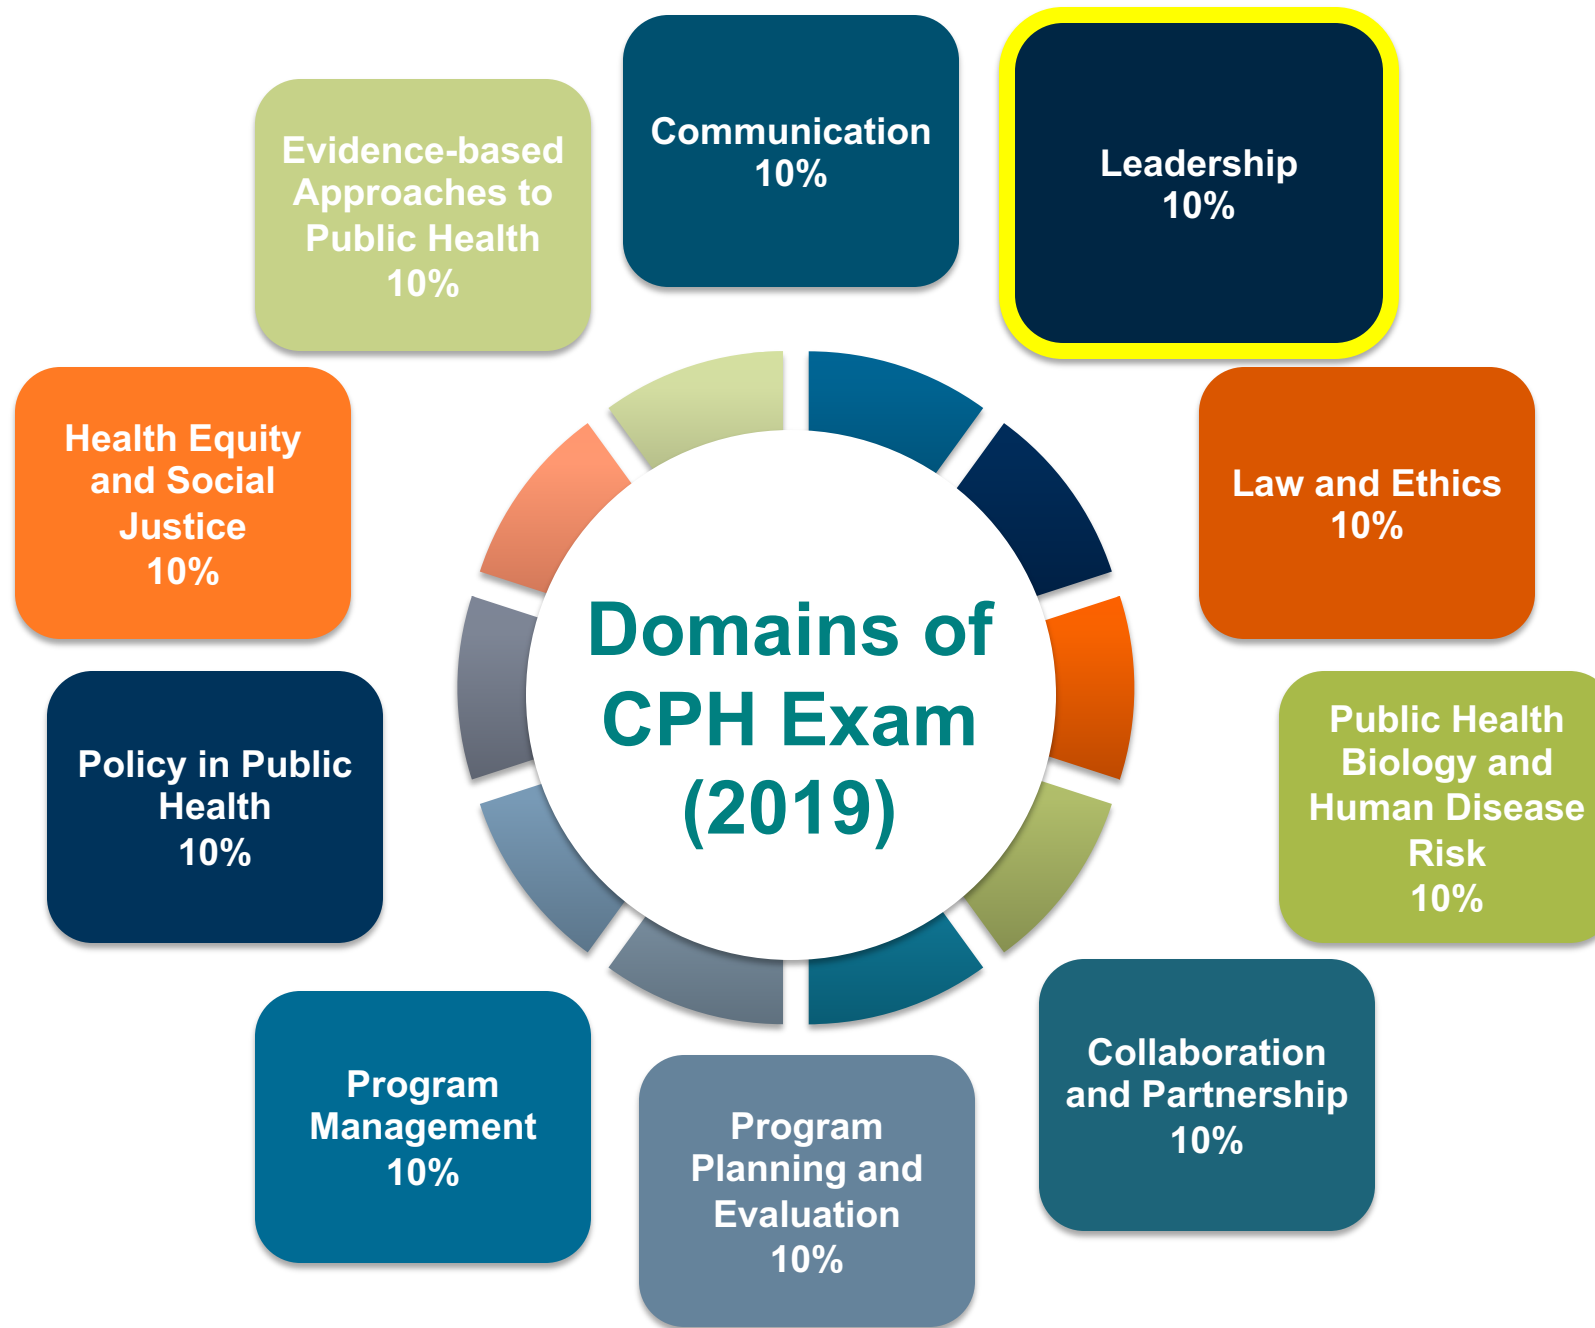 Communication
10%
Leadership
10%
Law and Ethics
10%
Public Health
Biology and
Human Disease
Risk
10%
Collaboration
and Partnership
10%
Program
Planning and
Evaluation
10%
Program
Management
10%
Policy in Public
Health
10%
Health Equity
and Social
Justice
10%
Evidence-based
Approaches to
Public Health
10%
Domains of
CPH Exam
(2019)